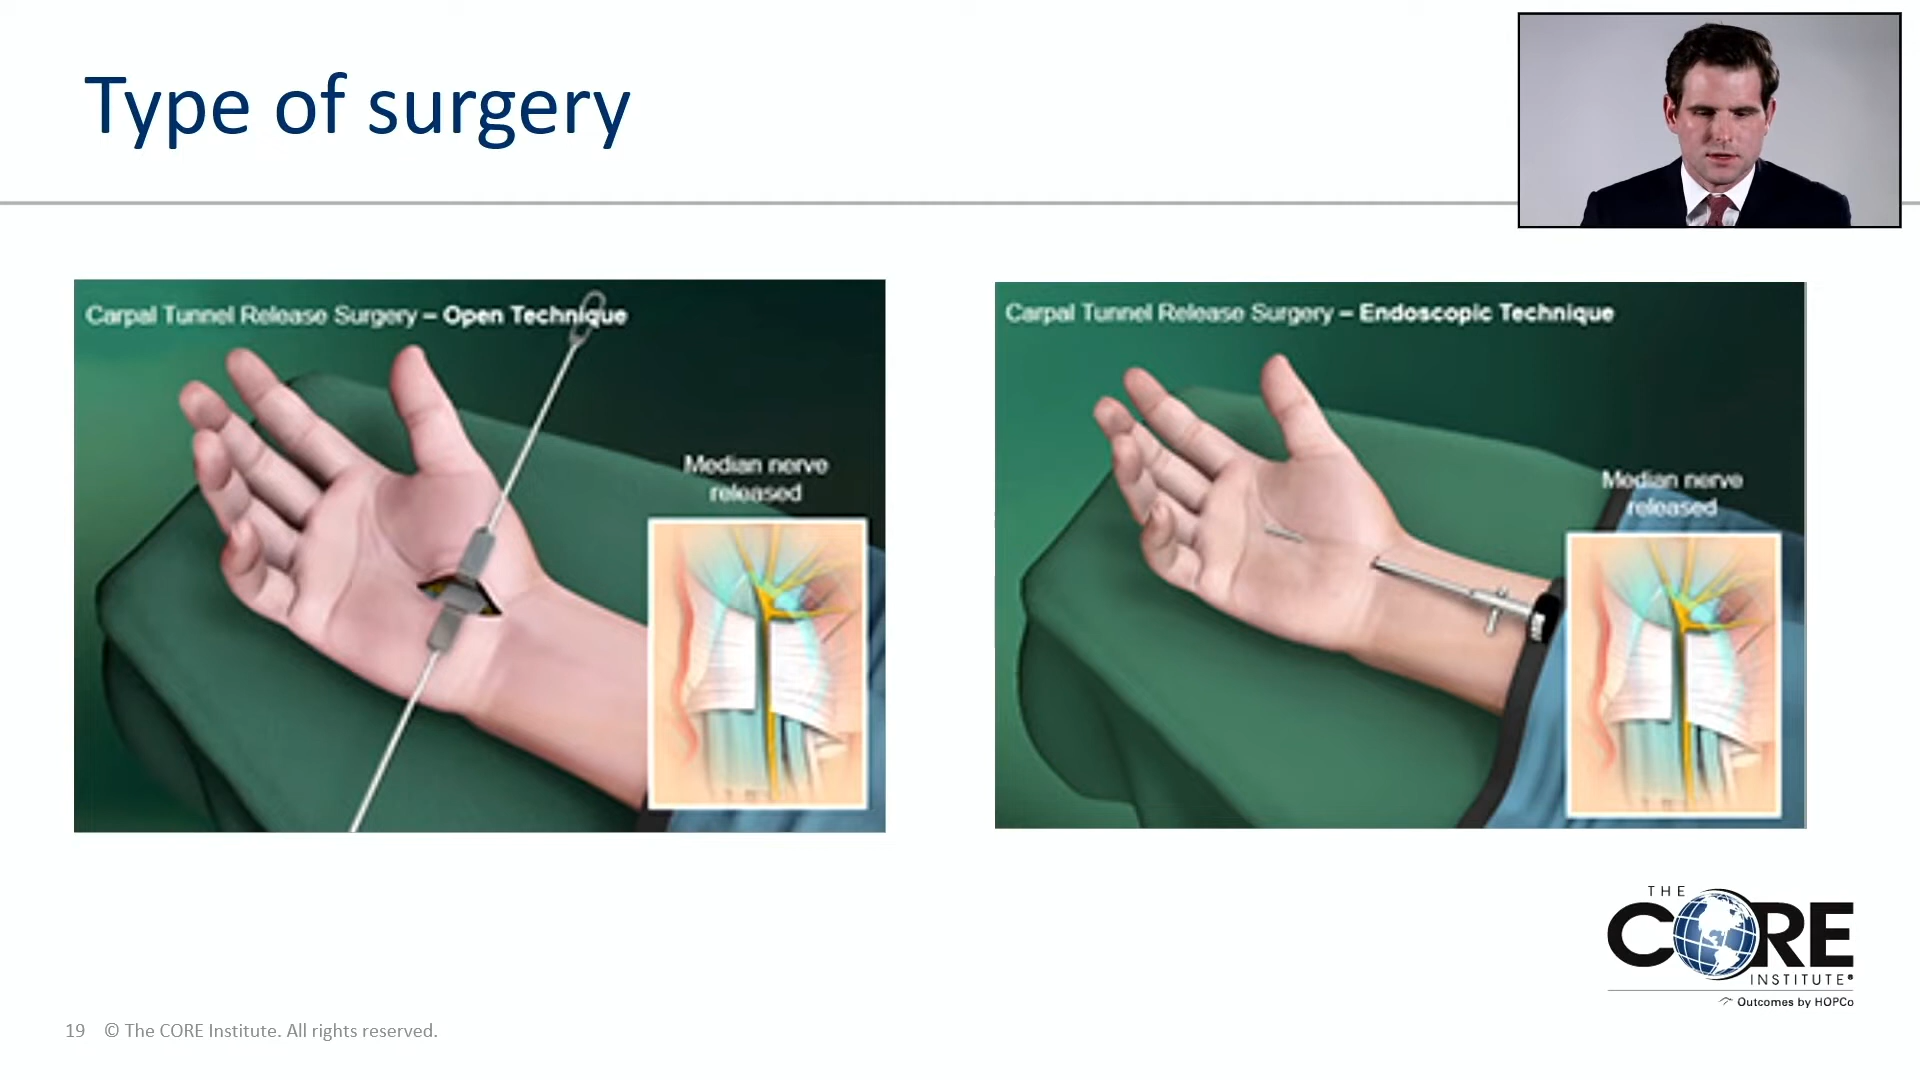 Type of surgery
Carpal Tunnel Release Surgery – Open Technique
Median nerve
released
Carpal Tunnel Release Surgery – Endoscopic Technique
Median nerve
released
THE
CORE
INSTITUTE®
Outcomes by HOPCo
19 © The CORE Institute. All rights reserved.